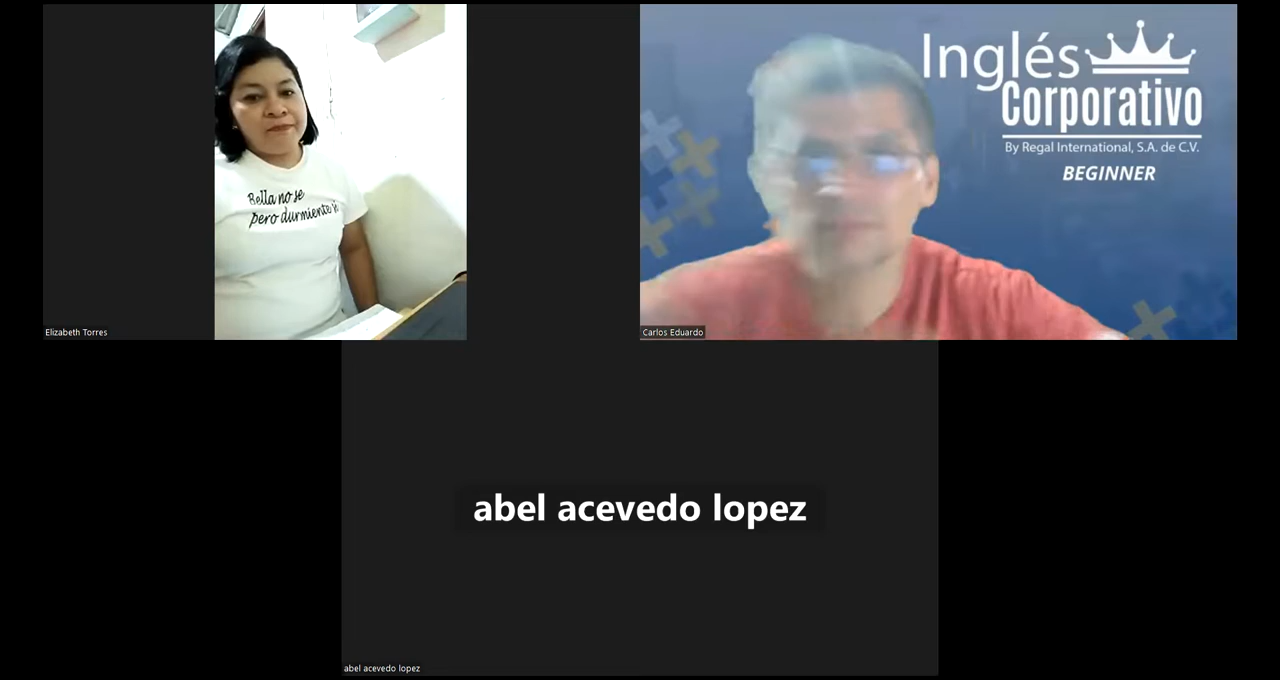 Bella no se
pero durmiente
Elizabeth Torres
Inglés
Corporativo
By Regal International, S.A. de C.V.
BEGINNER
Carlos Eduardo
abel acevedo lopez
abel acevedo lopez